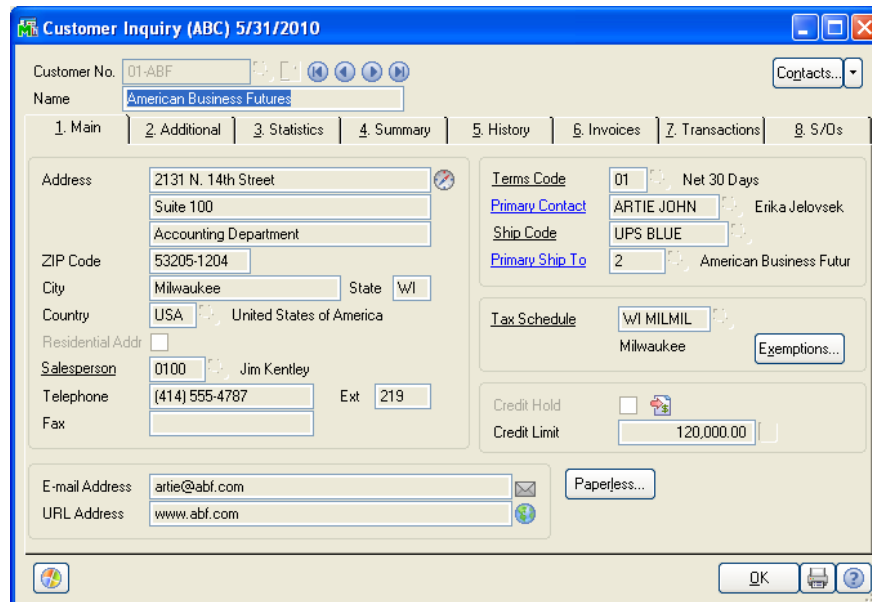 Customer Inquiry (ABC) 5/31/2010
Customer No. 01-ABF
Contacts...
Name American Business Futures
1. Main 2. Additional 3. Statistics 4. Summary 5. History 6. Invoices 7. Transactions 8. S/Os
Address 2131 N. 14th Street
Suite 100
Accounting Department
ZIP Code 53205-1204
City Milwaukee State WI
Country USA United States of America
Residential Addr
Salesperson 0100 Jim Kentley
Telephone (414) 555-4787 Ext 219
Fax
Terms Code 01 Net 30 Days
Primary Contact ARTIE JOHN Erika Jelovsek
Ship Code UPS BLUE
Primary Ship To 2 American Business Futur
Tax Schedule WI MILMIL
Milwaukee Exemptions...
Credit Hold
Credit Limit 120,000.00
E-mail Address artie@abf.com
URL Address www.abf.com
Paperless...
OK